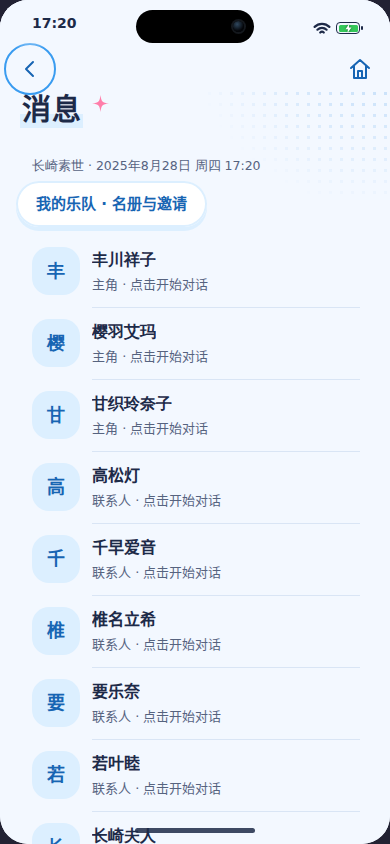 17:20
消息
长崎素世 · 2025年8月28日 周四 17:20
我的乐队 · 名册与邀请
丰
丰川祥子
主角 · 点击开始对话
樱
樱羽艾玛
主角 · 点击开始对话
甘
甘织玲奈子
主角 · 点击开始对话
高
高松灯
联系人 · 点击开始对话
千
千早爱音
联系人 · 点击开始对话
椎
椎名立希
联系人 · 点击开始对话
要
要乐奈
联系人 · 点击开始对话
若
若叶睦
联系人 · 点击开始对话
长
长崎夫人